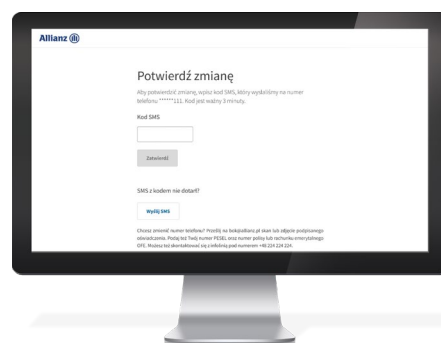 Allianz
Potwierdź zmianę
Aby potwierdzić zmianę, wpisz kod SMS, który wysłaliśmy na numer
telefonu ******111. Kod jest ważny 3 minuty.
Kod SMS
Zatwierdź
SMS z kodem nie dotarł?
Wyślij SMS
Chcesz zmienić numer telefonu? Prześlij na bok@allianz.pl skan lub zdjęcie podpisanego
oświadczenia. Podaj też Twój numer PESEL oraz numer polisy lub rachunku emerytalnego
OFE. Możesz też skontaktować się z infolinią pod numerem +48 224 224 224.